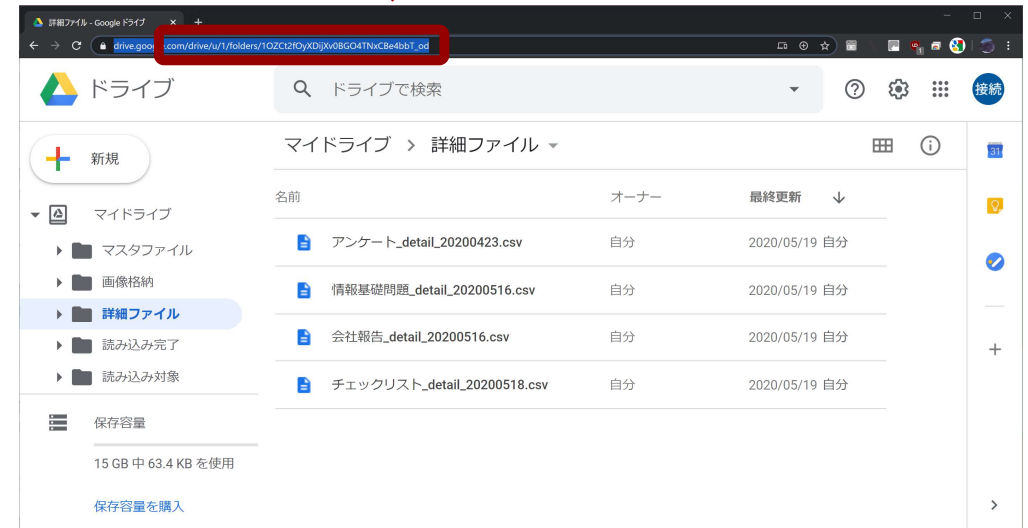 詳細ファイル - Google ドライブ
drive.google.com/drive/u/1/folders/1OZCt2fOyXDijXv0BGO4TNxCBe4bbT_od
ドライブ
ドライブで検索
接続
新規
マイドライブ > 詳細ファイル
31
名前 オーナー 最終更新
マイドライブ
アンケート_detail_20200423.csv 自分 2020/05/19 自分
マスタファイル
画像格納
情報基礎問題_detail_20200516.csv 自分 2020/05/19 自分
詳細ファイル
会社報告_detail_20200516.csv 自分 2020/05/19 自分
読み込み完了
読み込み対象
チェックリスト_detail_20200518.csv 自分 2020/05/19 自分
保存容量
15 GB 中 63.4 KB を使用
保存容量を購入